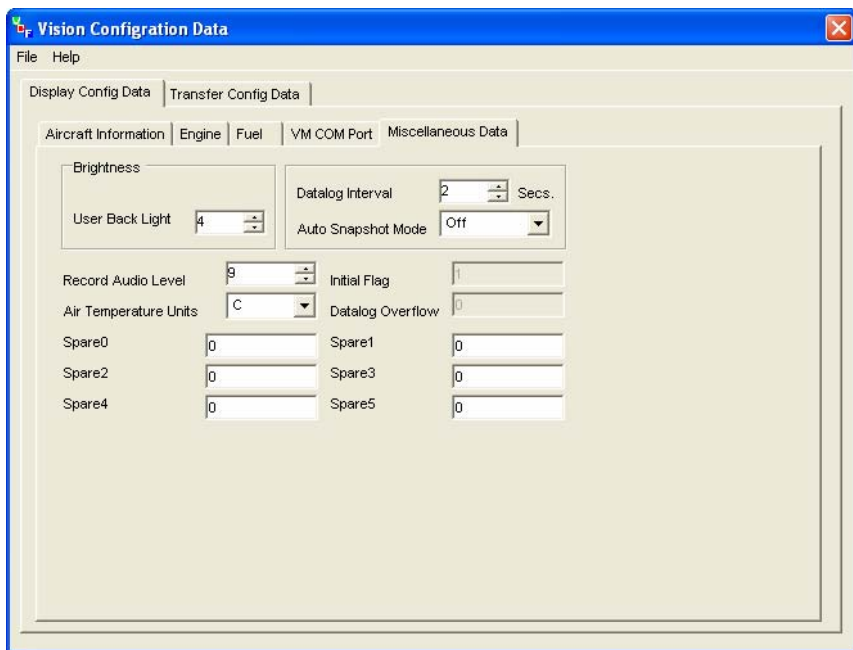 Vision Configration Data
File Help
Display Config Data Transfer Config Data
Aircraft Information Engine Fuel VM COM Port Miscellaneous Data
Brightness
User Back Light 4
Datalog Interval 2 Secs.
Auto Snapshot Mode Off
Record Audio Level 9 Initial Flag 1
Air Temperature Units C Datalog Overflow 0
Spare0 0 Spare1 0
Spare2 0 Spare3 0
Spare4 0 Spare5 0